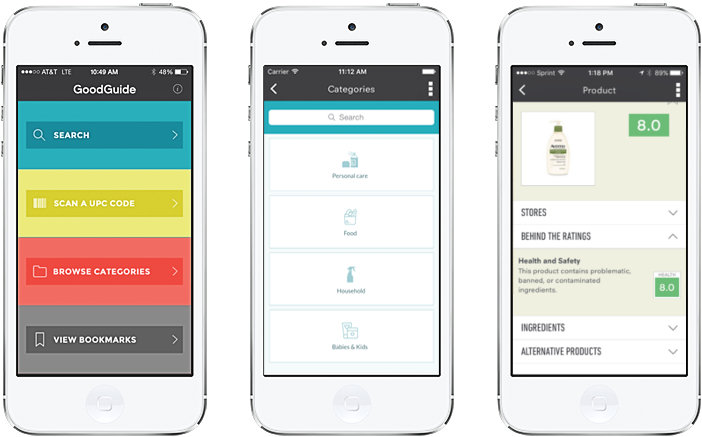 AT&T LTE 10:49 AM 48%
GoodGuide
SEARCH
SCAN A UPC CODE
BROWSE CATEGORIES
VIEW BOOKMARKS
Carrier 11:12 AM
Categories
Search
Personal care
Food
Household
Babies & Kids
Sprint 1:18 PM 89%
Product
8.0
Aveeno
STORES
BEHIND THE RATINGS
Health and Safety
This product contains problematic,
banned, or contaminated
ingredients.
HEALTH
8.0
INGREDIENTS
ALTERNATIVE PRODUCTS